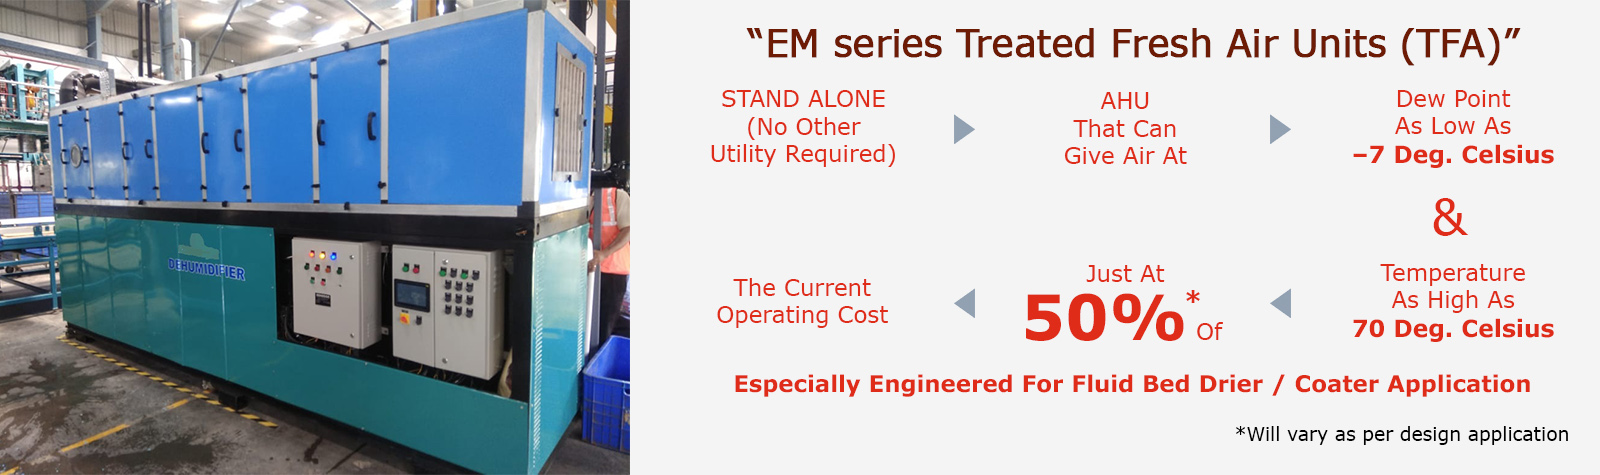 “EM series Treated Fresh Air Units (TFA)”
STAND ALONE
(No Other
Utility Required)
AHU
That Can
Give Air At
Dew Point
As Low As
–7 Deg. Celsius
&
Temperature
As High As
70 Deg. Celsius
Just At
50%*
Of
The Current
Operating Cost
Especially Engineered For Fluid Bed Drier / Coater Application
*Will vary as per design application
DEHUMIDIFIER